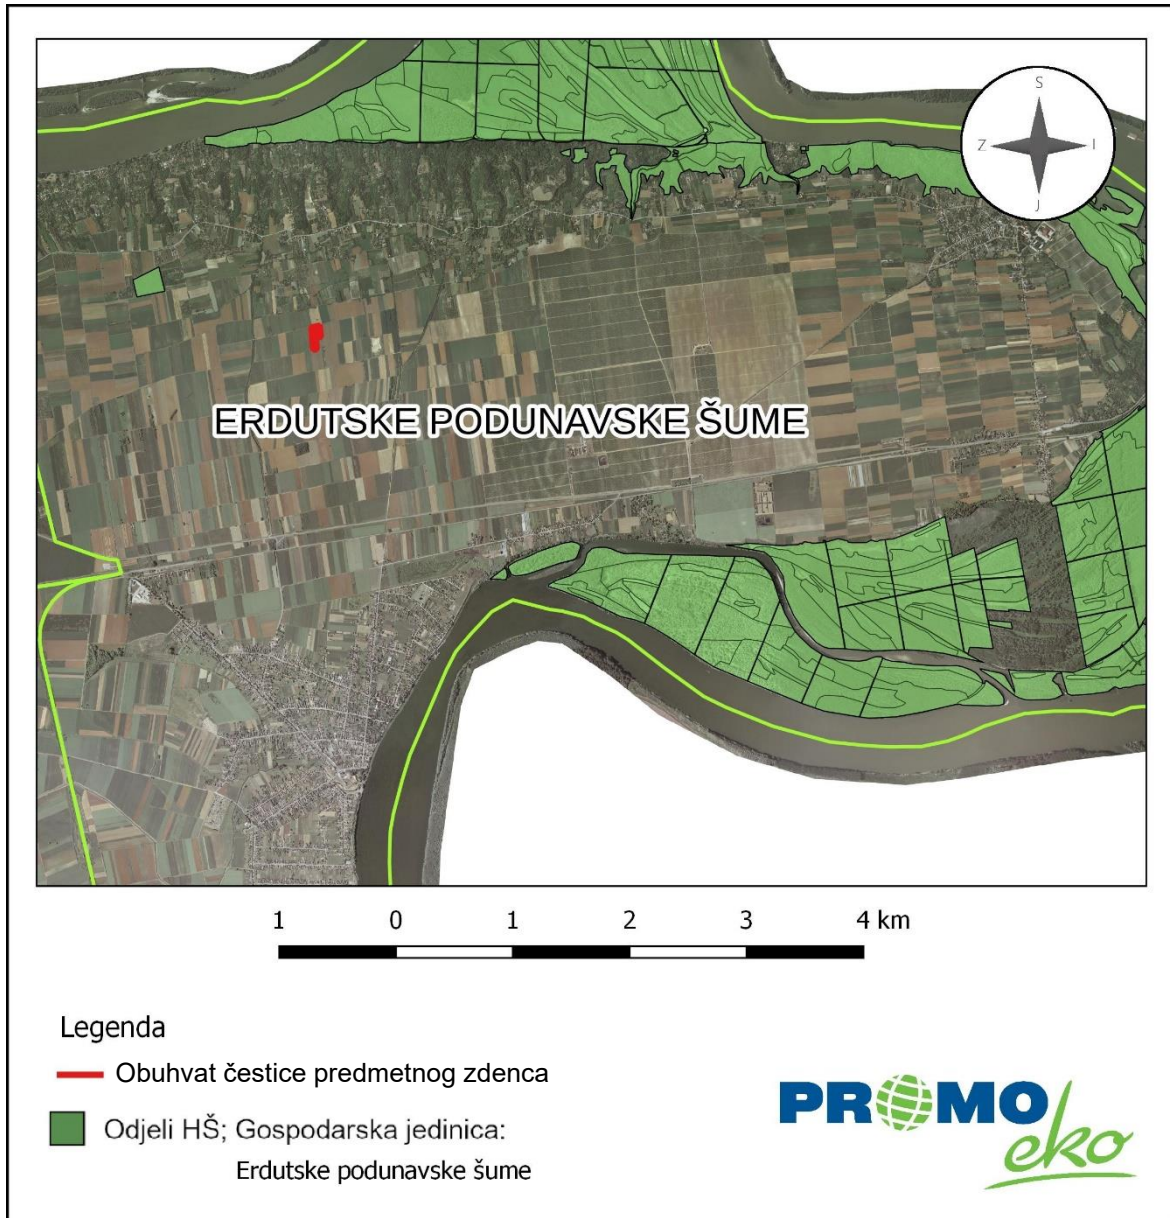 S
Z
I
J
ERDUTSKE PODUNAVSKE ŠUME
1 0 1 2 3 4 km
Legenda
Obuhvat čestice predmetnog zdenca
Odjeli HŠ; Gospodarska jedinica:
Erdutske podunavske šume
PROMO
eko